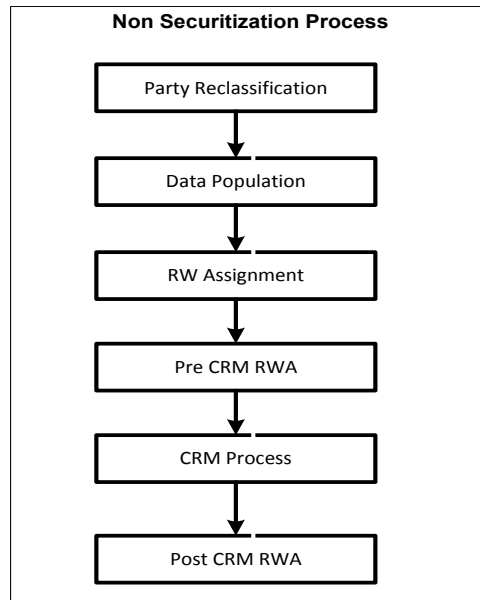 Non Securitization Process
Party Reclassification
Data Population
RW Assignment
Pre CRM RWA
CRM Process
Post CRM RWA